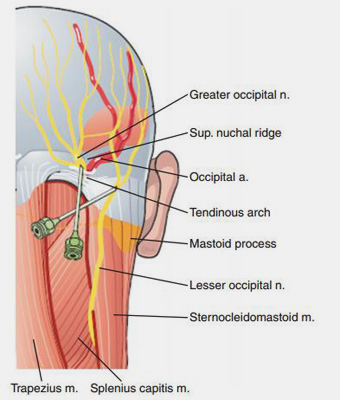 Greater occipital n.
Sup. nuchal ridge
Occipital a.
Tendinous arch
Mastoid process
Lesser occipital n.
Sternocleidomastoid m.
Trapezius m. Splenius capitis m.